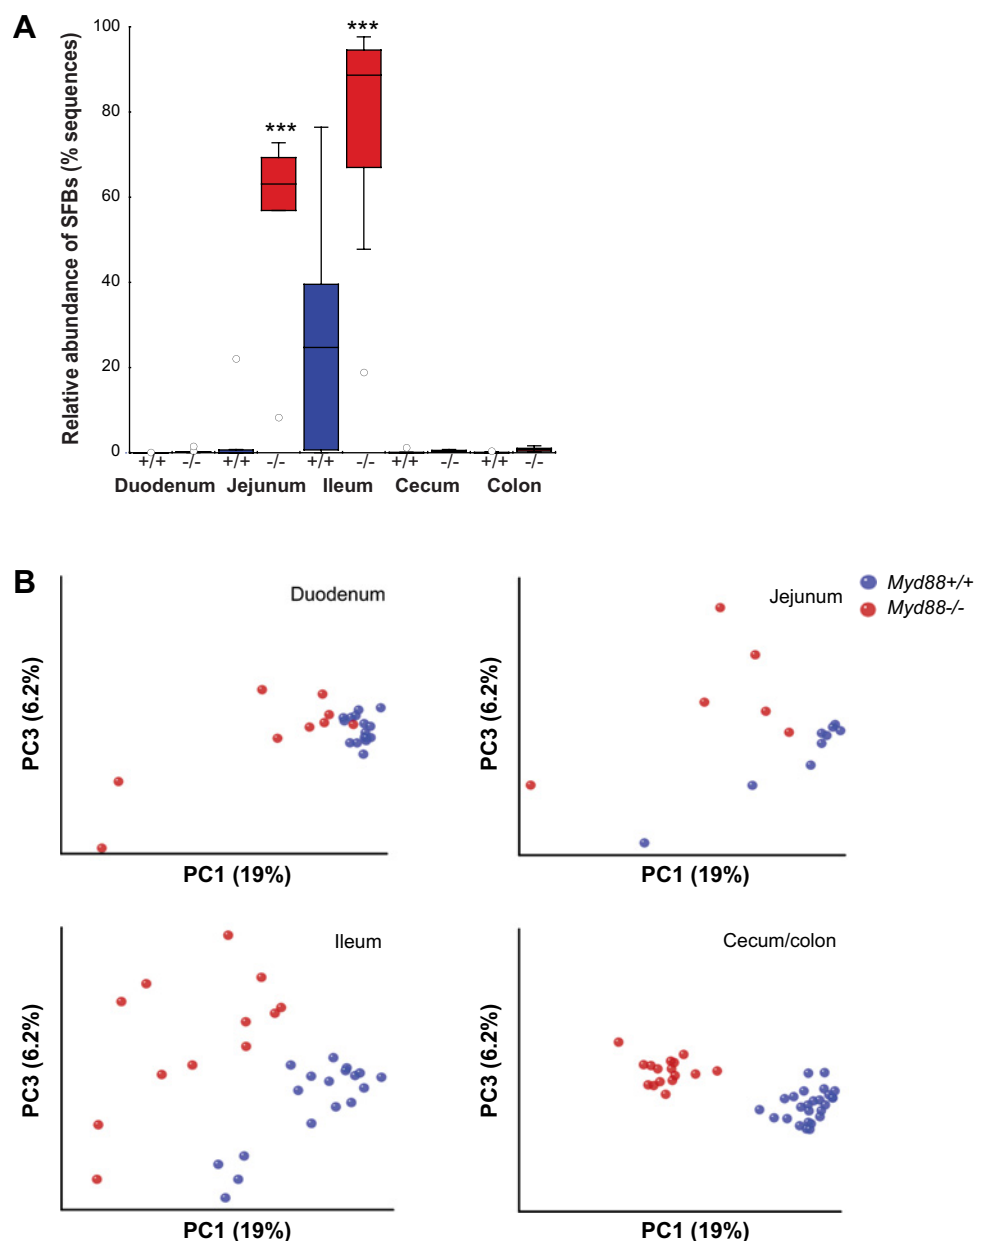 A
Relative abundance of SFBs (% sequences)
100
80
60
40
20
0
***
***
+/+ -/- +/+ -/- +/+ -/- +/+ -/- +/+ -/-
Duodenum Jejunum Ileum Cecum Colon
B
Duodenum
PC3 (6.2%)
PC1 (19%)
Jejunum
PC3 (6.2%)
PC1 (19%)
Myd88+/+
Myd88-/-
Ileum
PC3 (6.2%)
PC1 (19%)
Cecum/colon
PC3 (6.2%)
PC1 (19%)